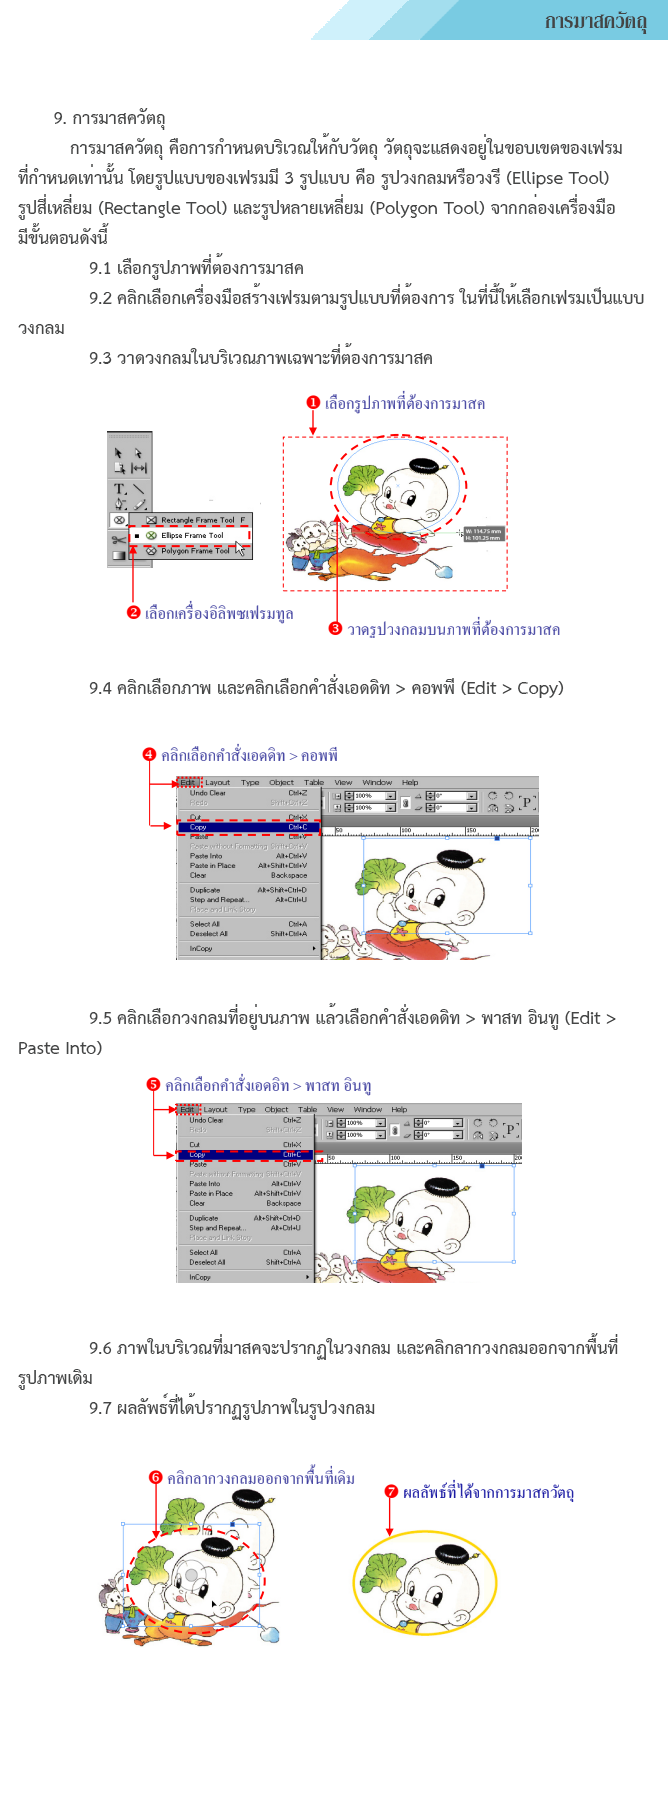 การมาสควัตถุ
9. การมาสควัตถุ
การมาสควัตถุ คือการกำหนดบริเวณให้กับวัตถุ วัตถุจะแสดงอยู่ในขอบเขตของเฟรม
ที่กำหนดเท่านั้น โดยรูปแบบของเฟรมมี 3 รูปแบบ คือ รูปวงกลมหรือวงรี (Ellipse Tool)
รูปสี่เหลี่ยม (Rectangle Tool) และรูปหลายเหลี่ยม (Polygon Tool) จากกล่องเครื่องมือ
มีขั้นตอนดังนี้
9.1 เลือกรูปภาพที่ต้องการมาสค
9.2 คลิกเลือกเครื่องมือสร้างเฟรมตามรูปแบบที่ต้องการ ในที่นี้ให้เลือกเฟรมเป็นแบบ
วงกลม
9.3 วาดวงกลมในบริเวณภาพเฉพาะที่ต้องการมาสค
❶ เลือกรูปภาพที่ต้องการมาสค
Rectangle Frame Tool F
Ellipse Frame Tool
Polygon Frame Tool
W: 114.75 mm
H: 101.25 mm
❷ เลือกเครื่องอิลิพซเฟรมทูล
❸ วาดรูปวงกลมบนภาพที่ต้องการมาสค
9.4 คลิกเลือกภาพ และคลิกเลือกคำสั่งเอดดิท > คอพพี (Edit > Copy)
❹ คลิกเลือกคำสั่งเอดดิท > คอพพี
Edit Layout Type Object Table View Window Help
Undo Clear Ctrl+Z
Redo Shift+Ctrl+Z
Cut Ctrl+X
Copy Ctrl+C
Paste Ctrl+V
Paste without Formatting Shift+Ctrl+V
Paste Into Alt+Ctrl+V
Paste in Place Alt+Shift+Ctrl+V
Clear Backspace
Duplicate Alt+Shift+Ctrl+D
Step and Repeat... Alt+Ctrl+U
Place and Link Story
Select All Ctrl+A
Deselect All Shift+Ctrl+A
InCopy
100% 0°
100% 0°
50 100 150 200
9.5 คลิกเลือกวงกลมที่อยู่บนภาพ แล้วเลือกคำสั่งเอดดิท > พาสท อินทู (Edit >
Paste Into)
❺ คลิกเลือกคำสั่งเอดอิท > พาสท อินทู
Edit Layout Type Object Table View Window Help
Undo Clear Ctrl+Z
Redo Shift+Ctrl+Z
Cut Ctrl+X
Copy Ctrl+C
Paste Ctrl+V
Paste without Formatting Shift+Ctrl+V
Paste Into Alt+Ctrl+V
Paste in Place Alt+Shift+Ctrl+V
Clear Backspace
Duplicate Alt+Shift+Ctrl+D
Step and Repeat... Alt+Ctrl+U
Place and Link Story
Select All Ctrl+A
Deselect All Shift+Ctrl+A
InCopy
100% 0°
100% 0°
50 100 150 200
9.6 ภาพในบริเวณที่มาสคจะปรากฏในวงกลม และคลิกลากวงกลมออกจากพื้นที่
รูปภาพเดิม
9.7 ผลลัพธ์ที่ได้ปรากฏรูปภาพในรูปวงกลม
❻ คลิกลากวงกลมออกจากพื้นที่เดิม
❼ ผลลัพธ์ที่ได้จากการมาสควัตถุ